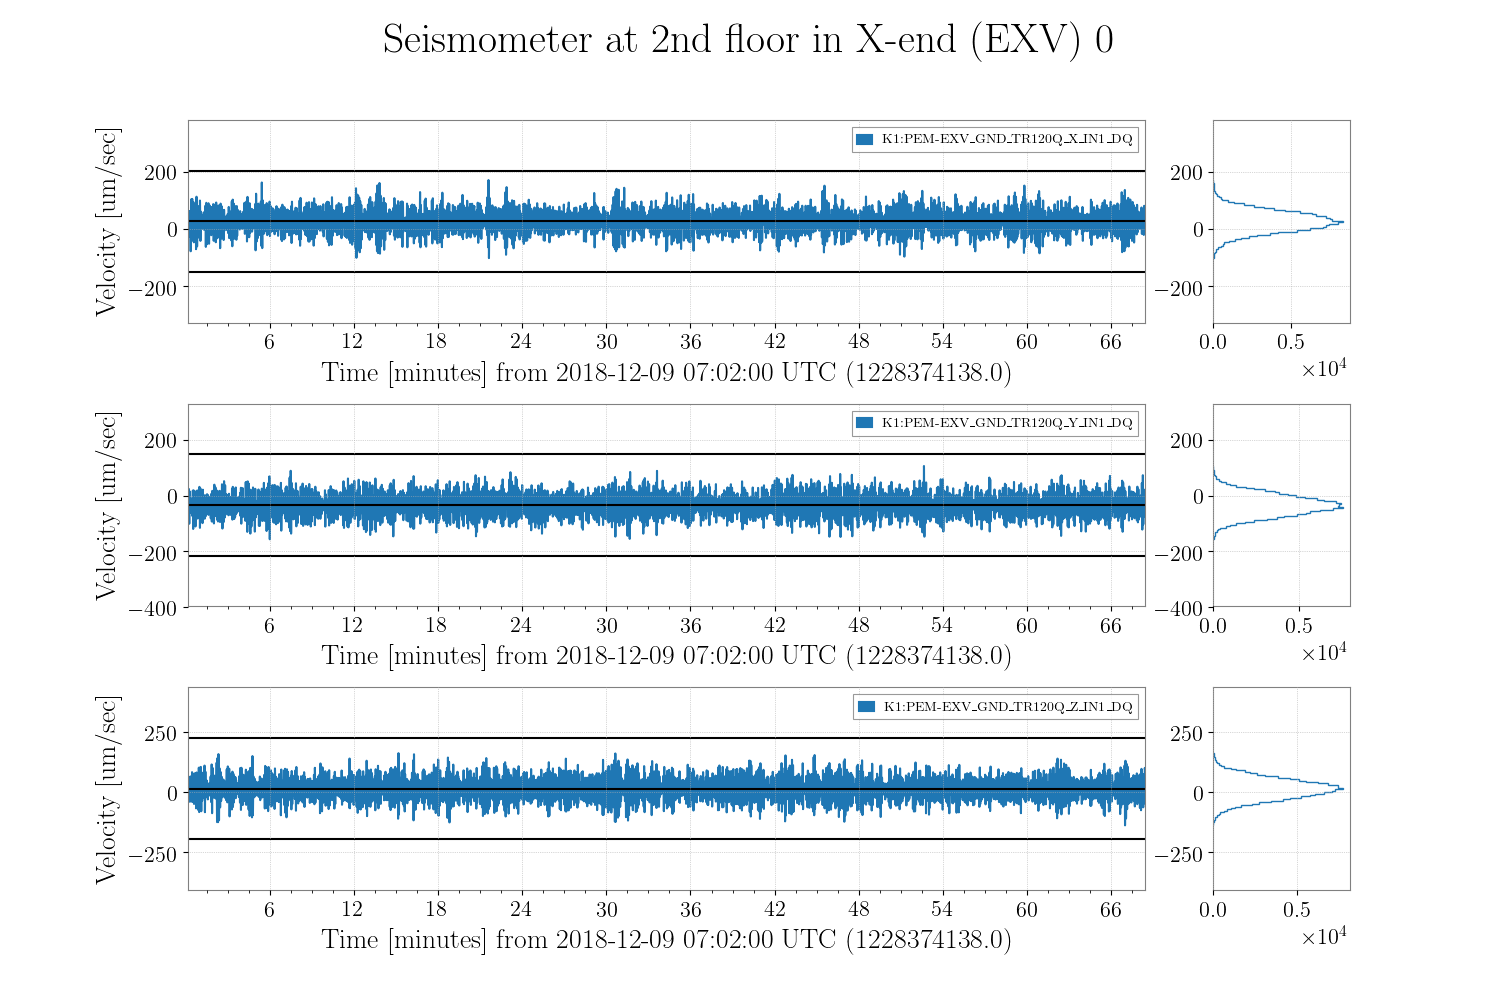 Seismometer at 2nd floor in X-end (EXV) 0
Velocity [um/sec]
200
0
−200
K1:PEM-EXV_GND_TR120Q_X_IN1_DQ
6 12 18 24 30 36 42 48 54 60 66
Time [minutes] from 2018-12-09 07:02:00 UTC (1228374138.0)
200
0
−200
0.0 0.5
×10⁴
Velocity [um/sec]
200
0
−200
−400
K1:PEM-EXV_GND_TR120Q_Y_IN1_DQ
6 12 18 24 30 36 42 48 54 60 66
Time [minutes] from 2018-12-09 07:02:00 UTC (1228374138.0)
200
0
−200
−400
0.0 0.5
×10⁴
Velocity [um/sec]
250
0
−250
K1:PEM-EXV_GND_TR120Q_Z_IN1_DQ
6 12 18 24 30 36 42 48 54 60 66
Time [minutes] from 2018-12-09 07:02:00 UTC (1228374138.0)
250
0
−250
0.0 0.5
×10⁴